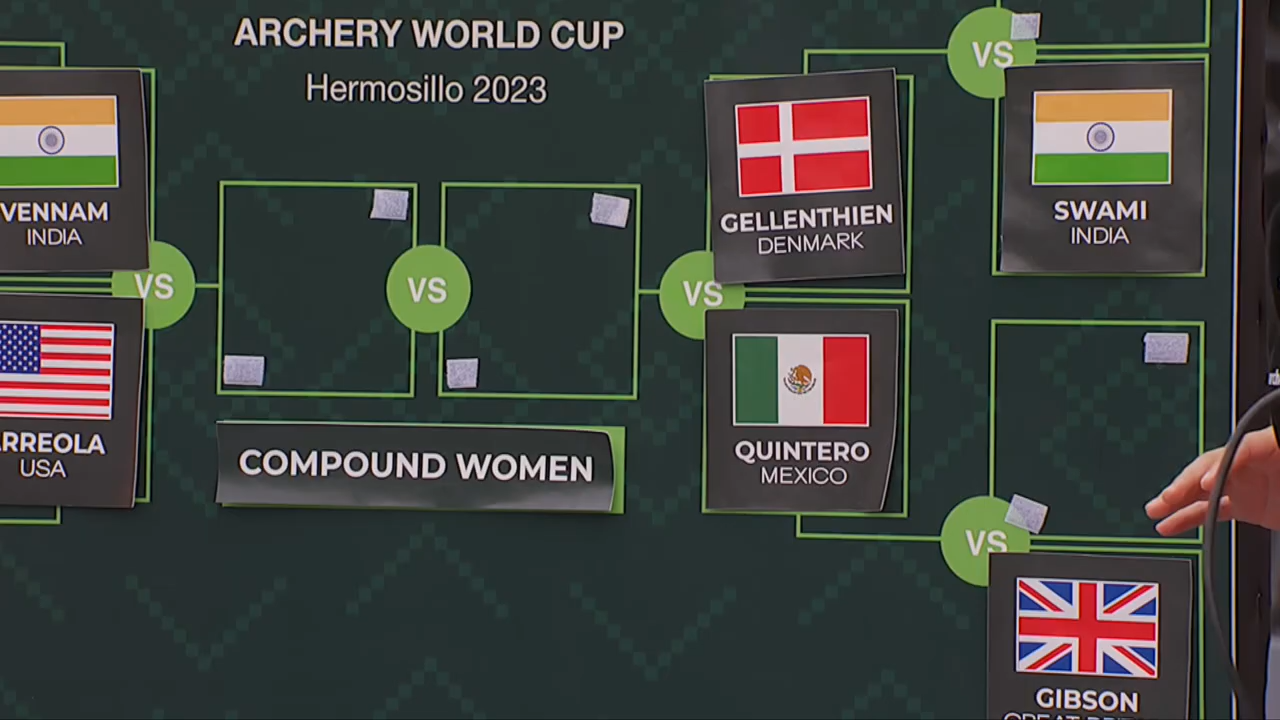 ARCHERY WORLD CUP
Hermosillo 2023
VENNAM
INDIA
VS
RREOLA
USA
VS
COMPOUND WOMEN
GELLENTHIEN
DENMARK
VS
QUINTERO
MEXICO
VS
SWAMI
INDIA
VS
GIBSON